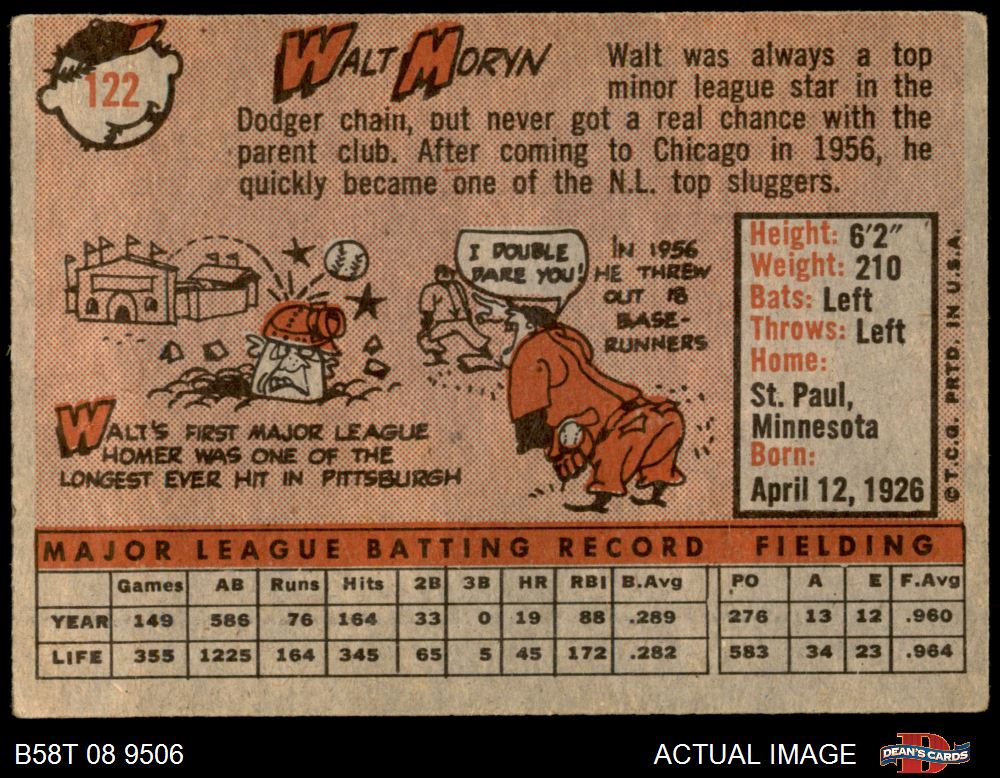 122
WALT MORYN
Walt was always a top
minor league star in the
Dodger chain, but never got a real chance with the
parent club. After coming to Chicago in 1956, he
quickly became one of the N.L. top sluggers.
I DOUBLE
DARE YOU!
IN 1956
HE THREW
OUT 18
BASE-
RUNNERS
WALT'S FIRST MAJOR LEAGUE
HOMER WAS ONE OF THE
LONGEST EVER HIT IN PITTSBURGH
Height: 6'2"
Weight: 210
Bats: Left
Throws: Left
Home:
St. Paul,
Minnesota
Born:
April 12, 1926
© T.C.G. PRTD. IN U.S.A.
MAJOR LEAGUE BATTING RECORD FIELDING
Games AB Runs Hits 2B 3B HR RBI B.Avg PO A E F.Avg
YEAR 149 586 76 164 33 0 19 88 .289 276 13 12 .960
LIFE 355 1225 164 345 65 5 45 172 .282 583 34 23 .964
B58T 08 9506 ACTUAL IMAGE DEAN'S CARDS